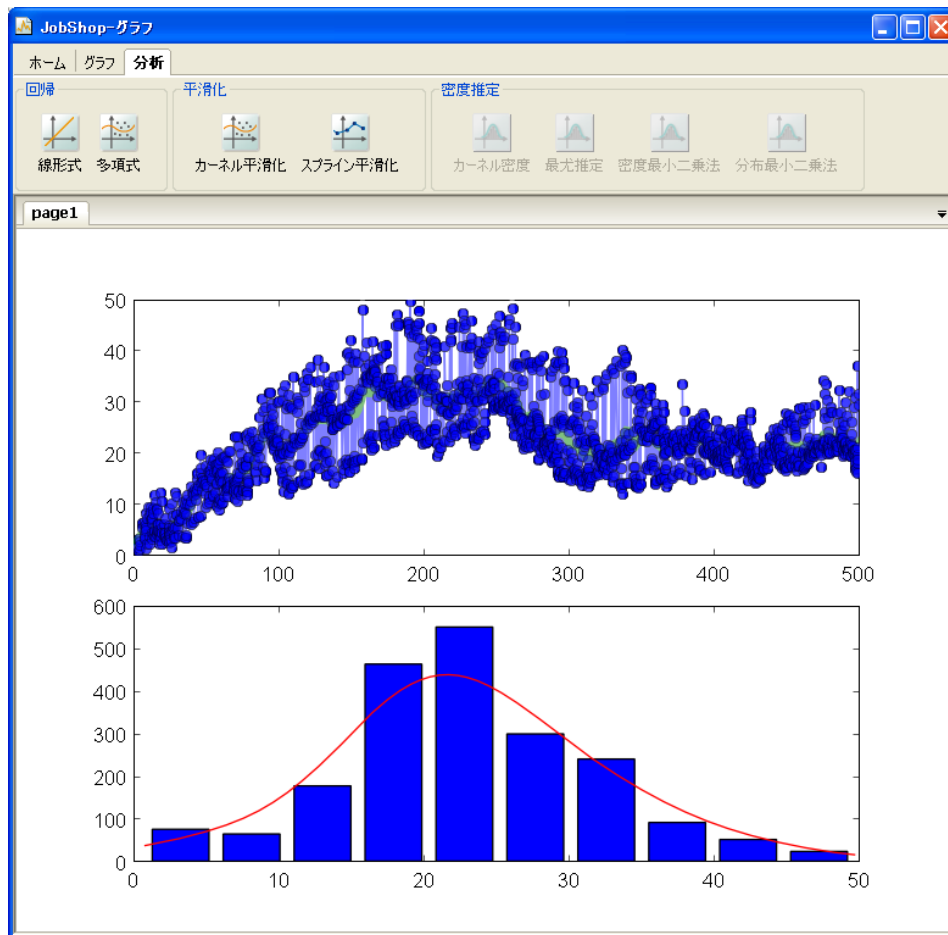 JobShop-グラフ
ホーム グラフ 分析
回帰 平滑化 密度推定
線形式 多項式 カーネル平滑化 スプライン平滑化 カーネル密度 最尤推定 密度最小二乗法 分布最小二乗法
page1
50
40
30
20
10
0
0 100 200 300 400 500
600
500
400
300
200
100
0
0 10 20 30 40 50